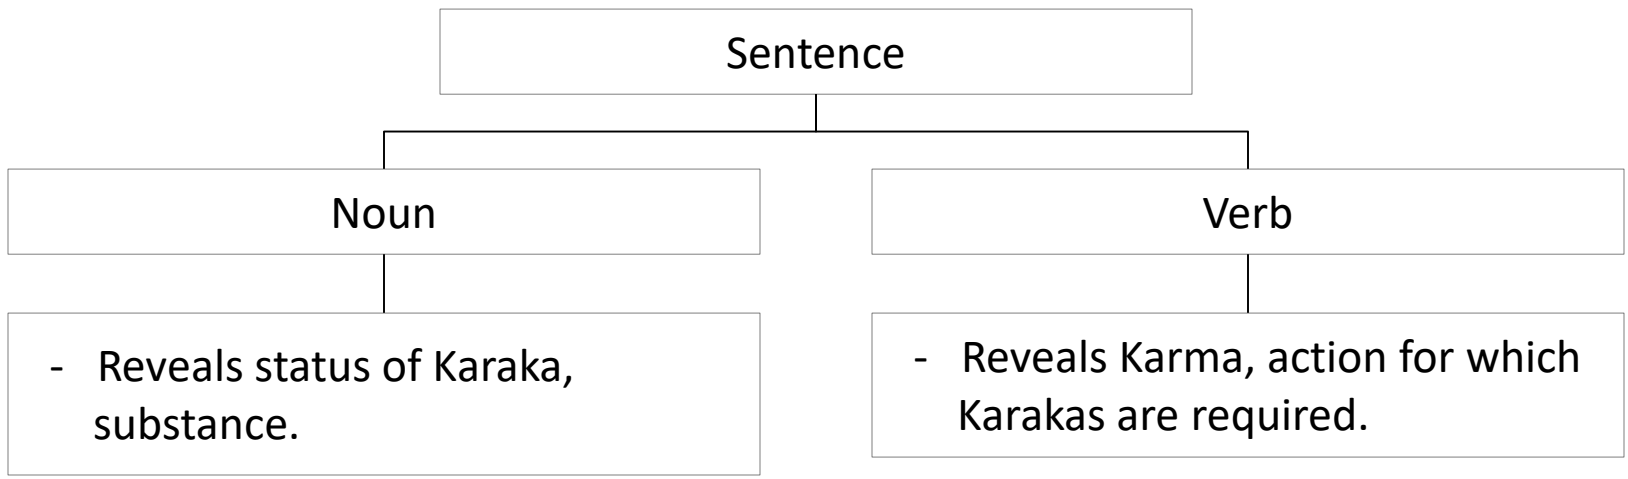 Sentence
Noun
Verb
- Reveals status of Karaka,
substance.
- Reveals Karma, action for which
Karakas are required.